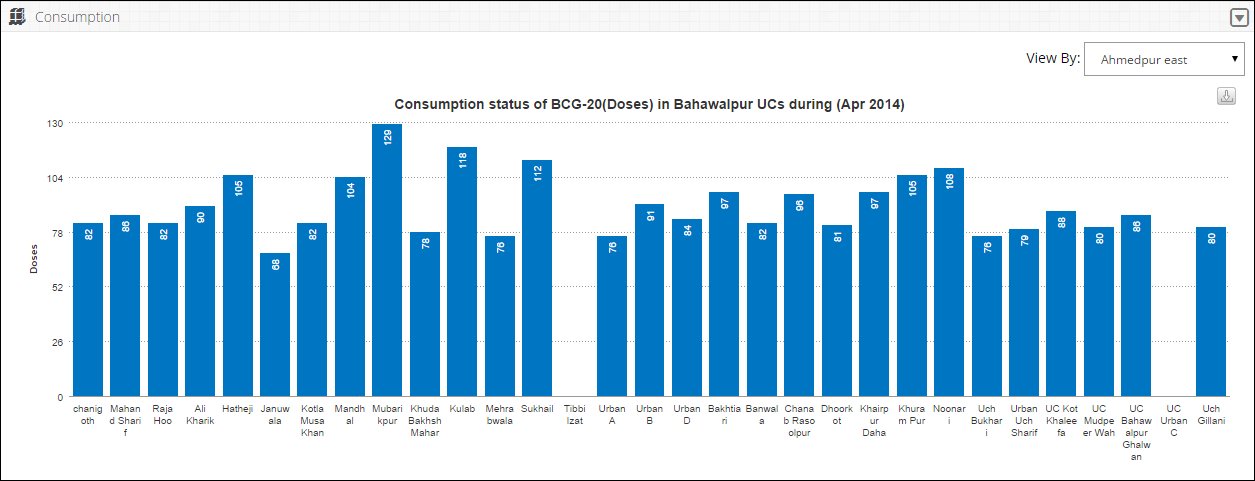 Consumption
View By: Ahmedpur east
Consumption status of BCG-20(Doses) in Bahawalpur UCs during (Apr 2014)
Doses
130
104
78
52
26
0
82
86
82
90
105
68
82
104
129
78
118
76
112
76
91
84
97
82
96
81
97
105
108
76
79
88
80
86
80
chanig
oth
Mahan
d Shari
f
Raja
Hoo
Ali
Kharik
Hatheji
Januw
ala
Kotla
Musa
Khan
Mandh
al
Mubari
kpur
Khuda
Bakhsh
Mahar
Kulab
Mehra
bwala
Sukhail
Tibbi
Izat
Urban
A
Urban
B
Urban
D
Bakhtia
ri
Banwal
a
Chana
b Raso
olpur
Dhoork
ot
Khairp
ur
Daha
Khura
m Pur
Noonar
i
Uch
Bukhar
i
Urban
Uch
Sharif
UC Kot
Khalee
fa
UC
Mudpe
er Wah
UC
Bahaw
alpur
Ghalw
an
UC
Urban
C
Uch
Gillani